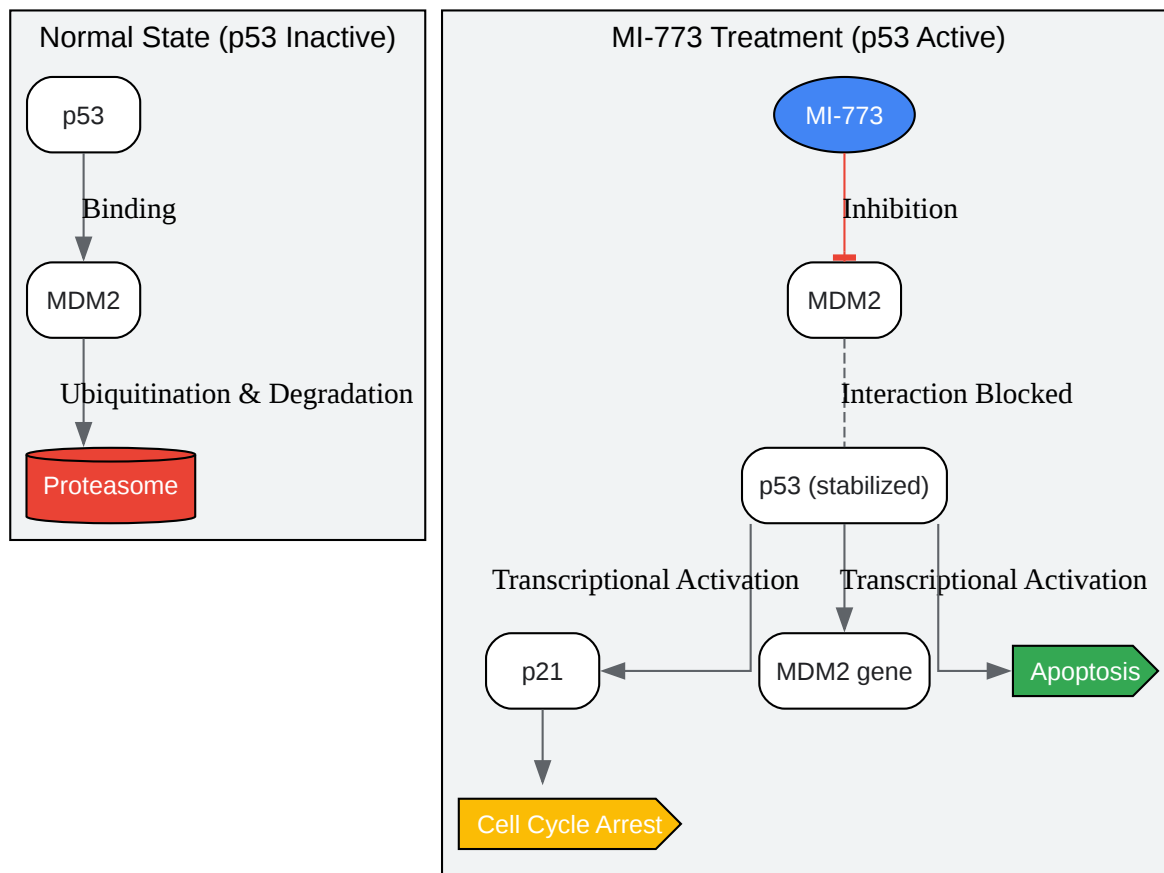 Normal State (p53 Inactive)
p53
Binding
MDM2
Ubiquitination & Degradation
Proteasome
MI-773 Treatment (p53 Active)
MI-773
Inhibition
MDM2
Interaction Blocked
p53 (stabilized)
Transcriptional Activation
Transcriptional Activation
p21
MDM2 gene
Apoptosis
Cell Cycle Arrest